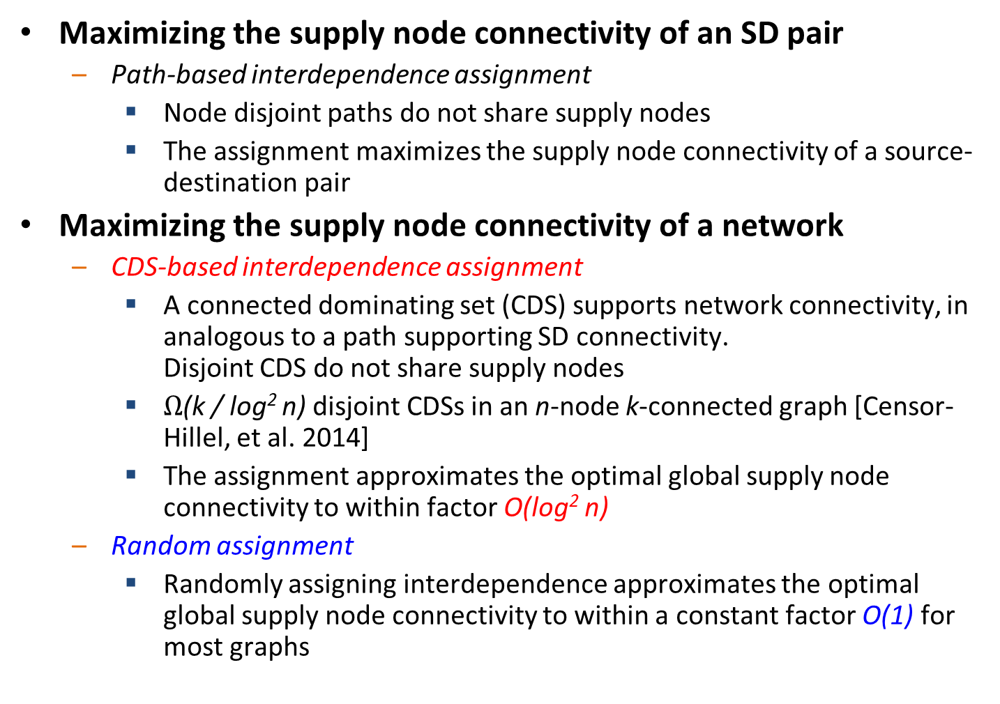 • Maximizing the supply node connectivity of an SD pair
– Path-based interdependence assignment
▪ Node disjoint paths do not share supply nodes
▪ The assignment maximizes the supply node connectivity of a source-
destination pair
• Maximizing the supply node connectivity of a network
– CDS-based interdependence assignment
▪ A connected dominating set (CDS) supports network connectivity, in
analogous to a path supporting SD connectivity.
Disjoint CDS do not share supply nodes
▪ Ω(k / log² n) disjoint CDSs in an n-node k-connected graph [Censor-
Hillel, et al. 2014]
▪ The assignment approximates the optimal global supply node
connectivity to within factor O(log² n)
– Random assignment
▪ Randomly assigning interdependence approximates the optimal
global supply node connectivity to within a constant factor O(1) for
most graphs